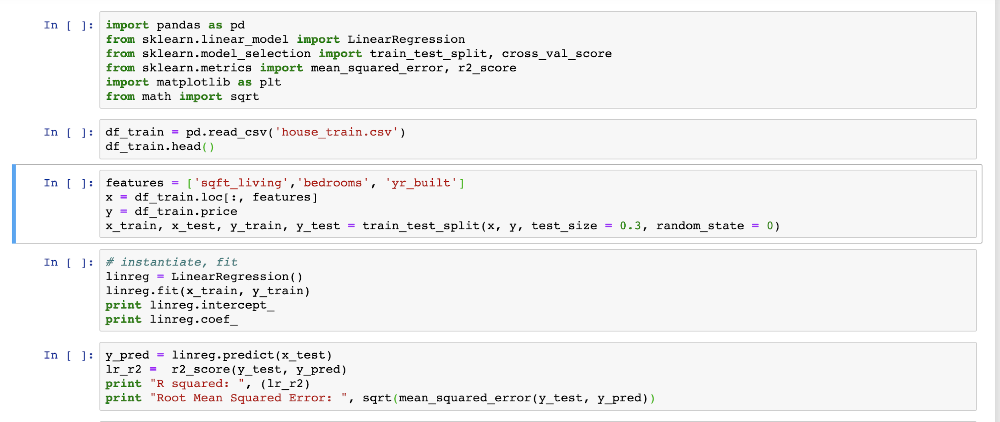 In [ ]: import pandas as pd
from sklearn.linear_model import LinearRegression
from sklearn.model_selection import train_test_split, cross_val_score
from sklearn.metrics import mean_squared_error, r2_score
import matplotlib as plt
from math import sqrt
In [ ]: df_train = pd.read_csv('house_train.csv')
df_train.head()
In [ ]: features = ['sqft_living','bedrooms', 'yr_built']
x = df_train.loc[:, features]
y = df_train.price
x_train, x_test, y_train, y_test = train_test_split(x, y, test_size = 0.3, random_state = 0)
In [ ]: # instantiate, fit
linreg = LinearRegression()
linreg.fit(x_train, y_train)
print linreg.intercept_
print linreg.coef_
In [ ]: y_pred = linreg.predict(x_test)
lr_r2 =  r2_score(y_test, y_pred)
print "R squared: ", (lr_r2)
print "Root Mean Squared Error: ", sqrt(mean_squared_error(y_test, y_pred))